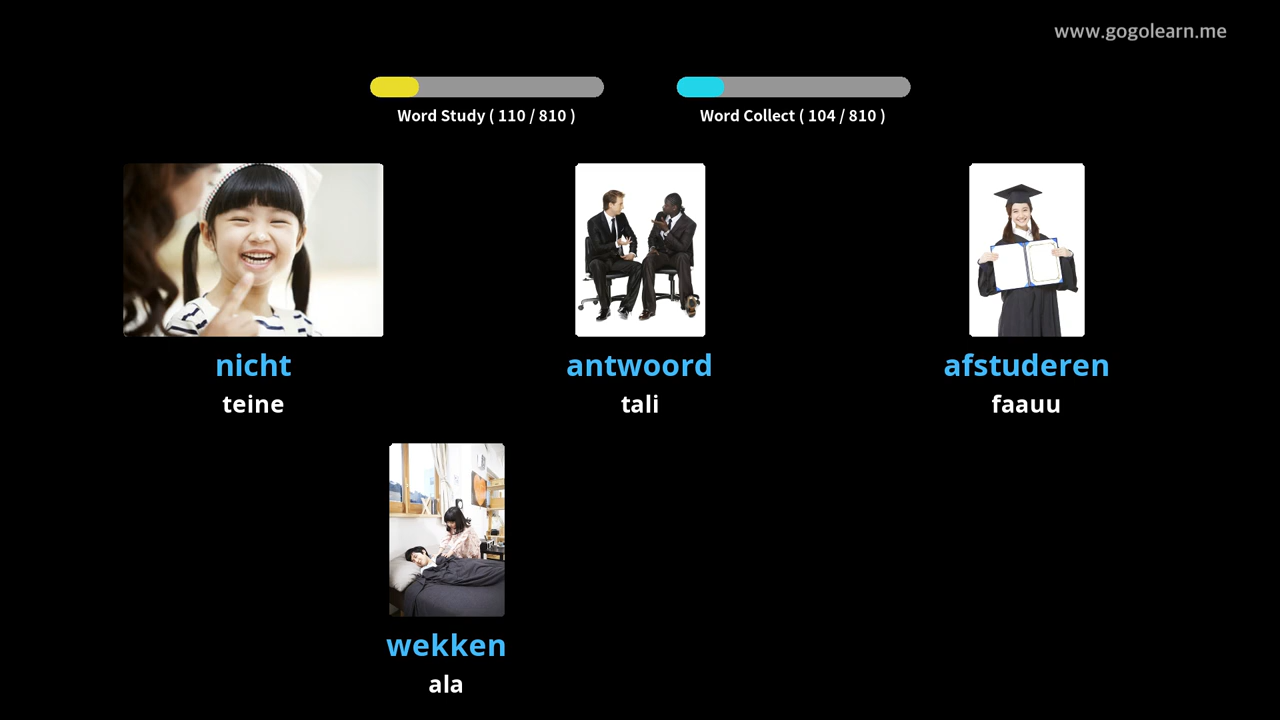 www.gogolearn.me
Word Study ( 110 / 810 )
Word Collect ( 104 / 810 )
nicht
teine
antwoord
tali
afstuderen
faauu
wekken
ala